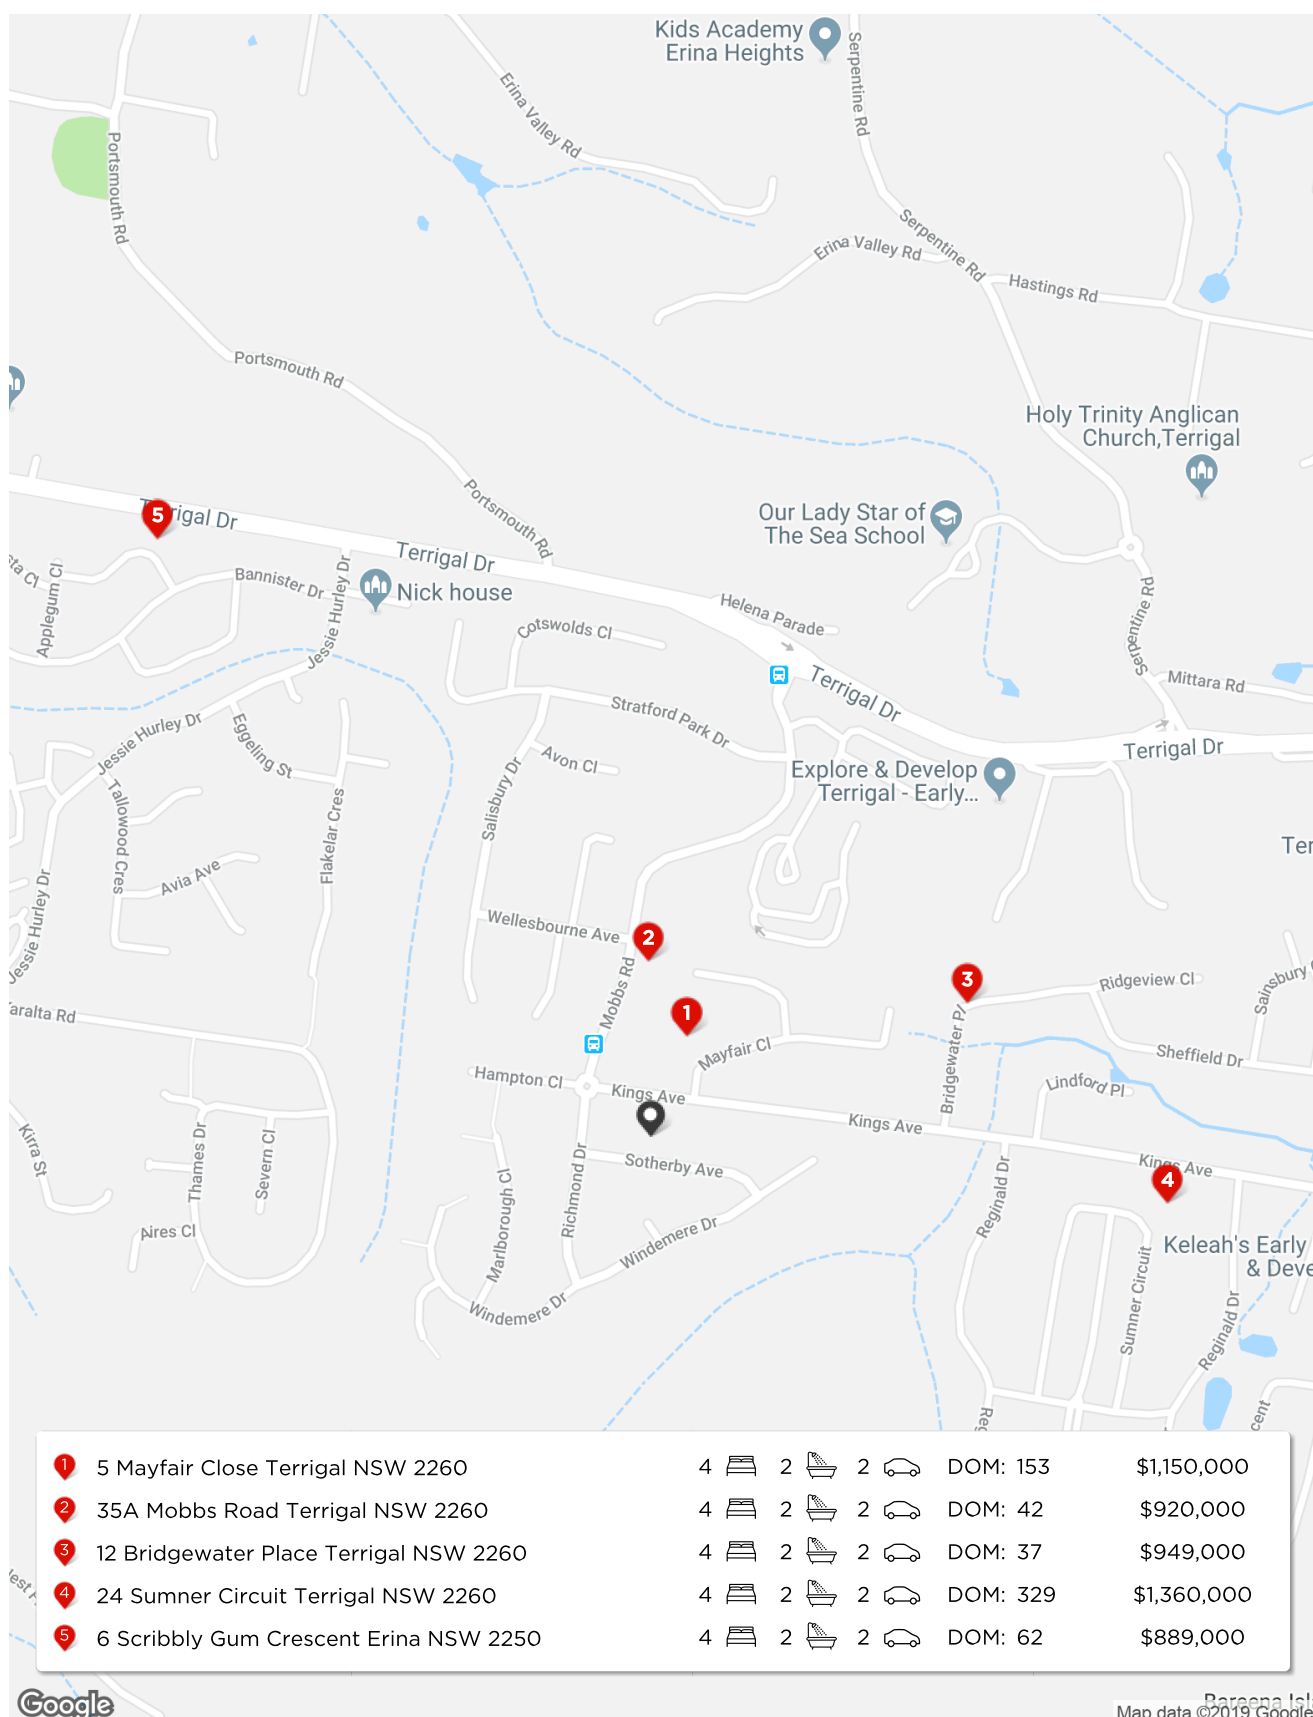 Kids Academy
Erina Heights
Serpentine Rd
Erina Valley Rd
Portsmouth Rd
Serpentine Rd
Erina Valley Rd
Hastings Rd
Portsmouth Rd
Holy Trinity Anglican
Church,Terrigal
Portsmouth Rd
Our Lady Star of
The Sea School
5
Terrigal Dr
Terrigal Dr
Bannister Dr
Nick house
Applegum Cl
Jessie Hurley Dr
Helena Parade
Cotswolds Cl
Serpentine Rd
Mittara Rd
Terrigal Dr
Stratford Park Dr
Terrigal Dr
Jessie Hurley Dr
Eggeling St
Avon Cl
Explore & Develop
Terrigal - Early...
Salisbury Dr
Tallowood Cres
Flakelar Cres
Ter
Avia Ave
Jessie Hurley Dr
Wellesbourne Ave
2
3
Ridgeview Cl
Mobbs Rd
1
Mayfair Cl
Bridgewater Pl
Sheffield Dr
Hampton Cl
Kings Ave
Lindford Pl
Kings Ave
Kirra St
Thames Dr
Severn Cl
Sotherby Ave
Kings Ave
4
Richmond Dr
Marlborough Cl
Reginald Dr
Aires Cl
Windemere Dr
Keleah's Early
& Deve
Sumner Circuit
Windemere Dr
Reginald Dr
Reg
cent
1 5 Mayfair Close Terrigal NSW 2260 4 2 2 DOM: 153 $1,150,000
2 35A Mobbs Road Terrigal NSW 2260 4 2 2 DOM: 42 $920,000
3 12 Bridgewater Place Terrigal NSW 2260 4 2 2 DOM: 37 $949,000
4 24 Sumner Circuit Terrigal NSW 2260 4 2 2 DOM: 329 $1,360,000
5 6 Scribbly Gum Crescent Erina NSW 2250 4 2 2 DOM: 62 $889,000
Google
Bareena Isl
Map data ©2019 Google